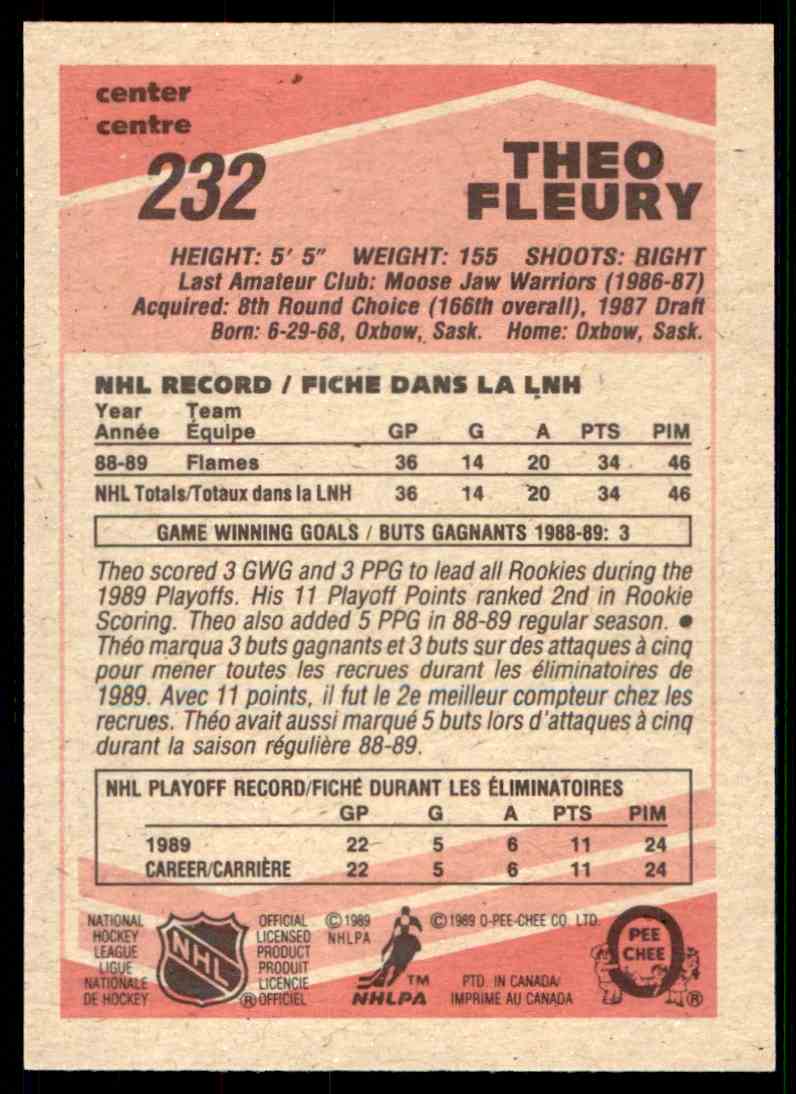 center
centre
232
THEO
FLEURY
HEIGHT: 5' 5" WEIGHT: 155 SHOOTS: RIGHT
Last Amateur Club: Moose Jaw Warriors (1986-87)
Acquired: 8th Round Choice (166th overall), 1987 Draft
Born: 6-29-68, Oxbow, Sask. Home: Oxbow, Sask.
NHL RECORD / FICHE DANS LA LNH
Year Team
Année Équipe GP G A PTS PIM
88-89 Flames 36 14 20 34 46
NHL Totals/Totaux dans la LNH 36 14 20 34 46
GAME WINNING GOALS / BUTS GAGNANTS 1988-89: 3
Theo scored 3 GWG and 3 PPG to lead all Rookies during the
1989 Playoffs. His 11 Playoff Points ranked 2nd in Rookie
Scoring. Theo also added 5 PPG in 88-89 regular season. ●
Théo marqua 3 buts gagnants et 3 buts sur des attaques à cinq
pour mener toutes les recrues durant les éliminatoires de
1989. Avec 11 points, il fut le 2e meilleur compteur chez les
recrues. Théo avait aussi marqué 5 buts lors d'attaques à cinq
durant la saison régulière 88-89.
NHL PLAYOFF RECORD/FICHE DURANT LES ÉLIMINATOIRES
GP G A PTS PIM
1989 22 5 6 11 24
CAREER/CARRIÈRE 22 5 6 11 24
NATIONAL
HOCKEY
LEAGUE
LIGUE
NATIONALE
DE HOCKEY
NHL
®
OFFICIAL
LICENSED
PRODUCT
PRODUIT
LICENCIÉ
OFFICIEL
© 1989
NHLPA
TM
NHLPA
© 1989 O-PEE-CHEE CO. LTD.
PTD. IN CANADA/
IMPRIMÉ AU CANADA
PEE
CHEE
®